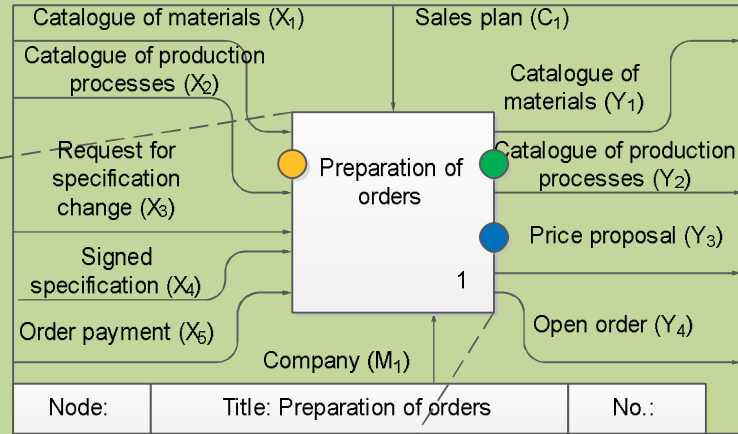 Catalogue of materials (X₁)
Sales plan (C₁)
Catalogue of production
processes (X₂)
Catalogue of
materials (Y₁)
Request for
specification
change (X₃)
Preparation of
orders
1
Catalogue of production
processes (Y₂)
Price proposal (Y₃)
Signed
specification (X₄)
Order payment (X₅)
Open order (Y₄)
Company (M₁)
Node:
Title: Preparation of orders
No.: